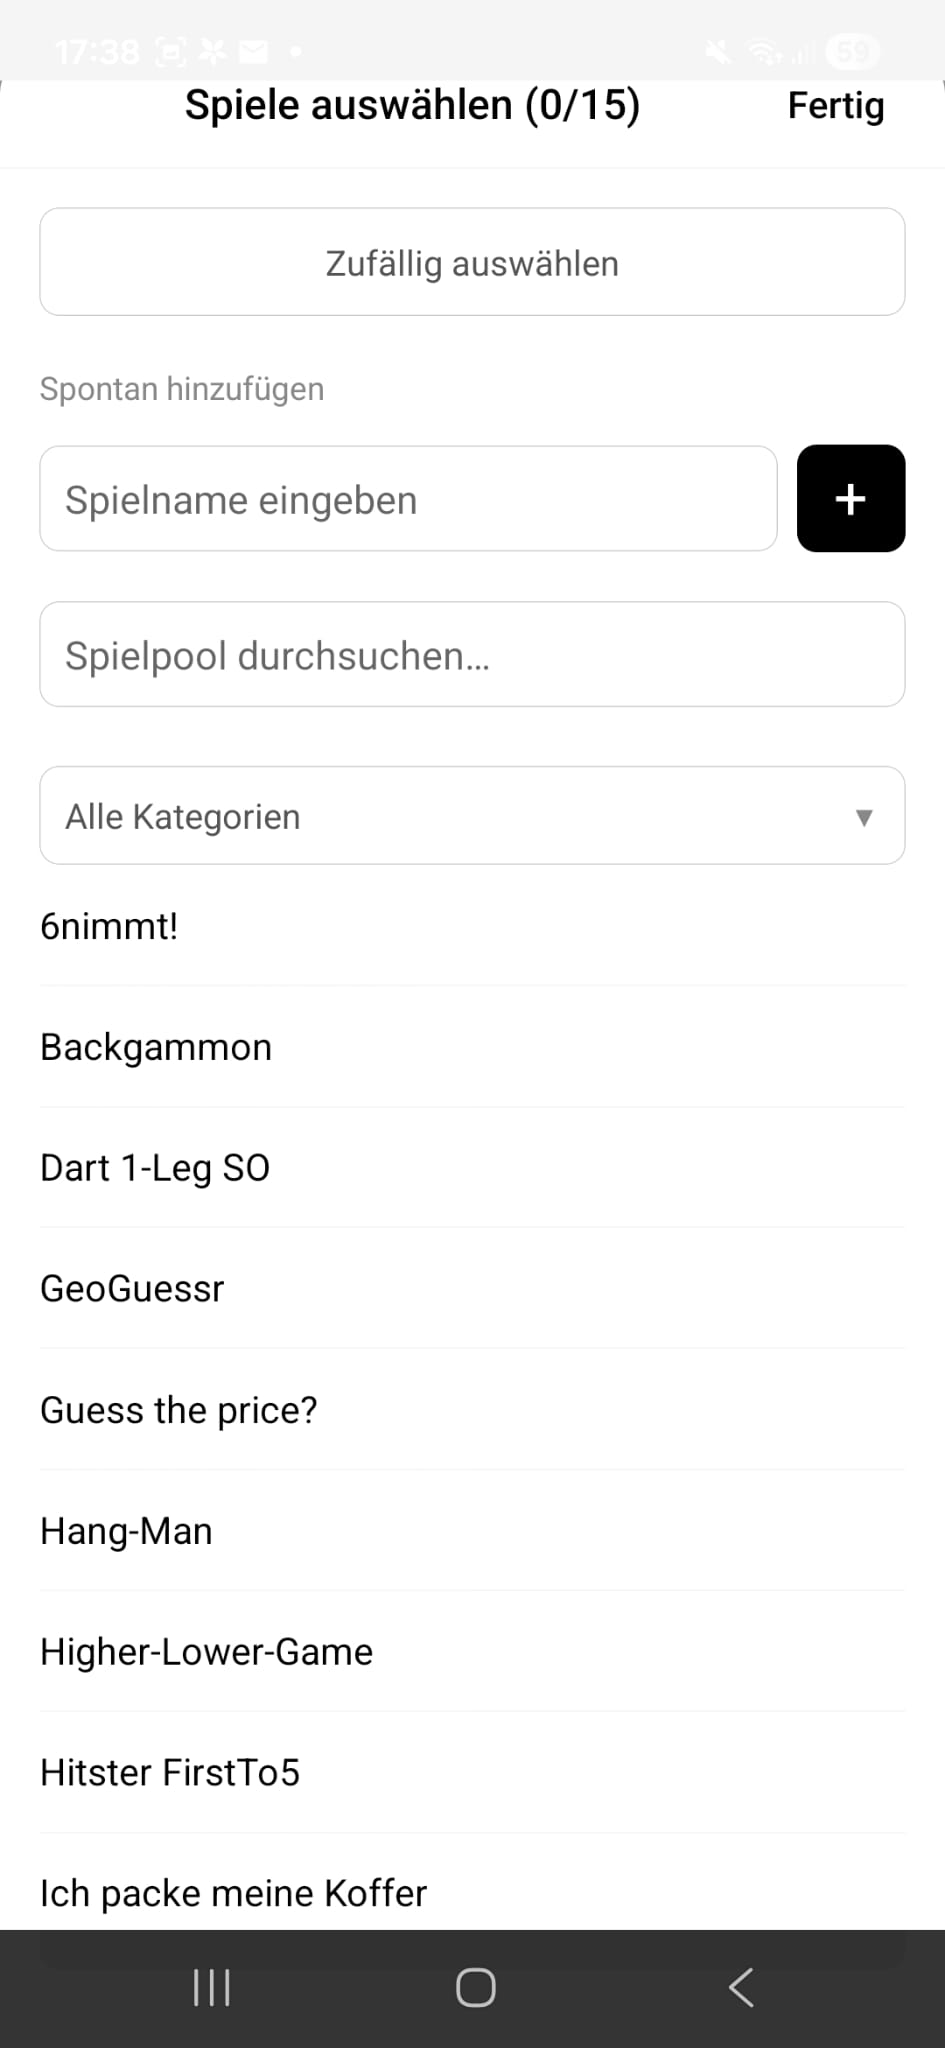 17:38
59
Spiele auswählen (0/15)
Fertig
Zufällig auswählen
Spontan hinzufügen
Spielname eingeben
+
Spielpool durchsuchen...
Alle Kategorien
6nimmt!
Backgammon
Dart 1-Leg SO
GeoGuessr
Guess the price?
Hang-Man
Higher-Lower-Game
Hitster FirstTo5
Ich packe meine Koffer